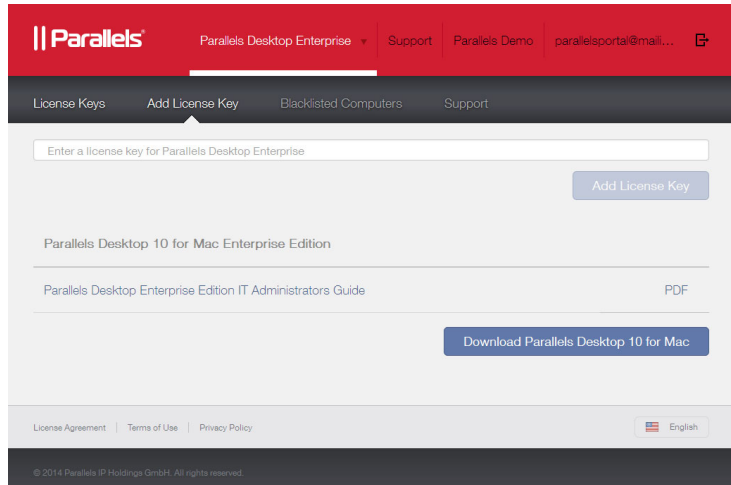 || Parallels®
Parallels Desktop Enterprise
Support
Parallels Demo
parallelsportal@maili...
License Keys
Add License Key
Blacklisted Computers
Support
Enter a license key for Parallels Desktop Enterprise
Add License Key
Parallels Desktop 10 for Mac Enterprise Edition
Parallels Desktop Enterprise Edition IT Administrators Guide
PDF
Download Parallels Desktop 10 for Mac
License Agreement | Terms of Use | Privacy Policy
English
© 2014 Parallels IP Holdings GmbH. All rights reserved.